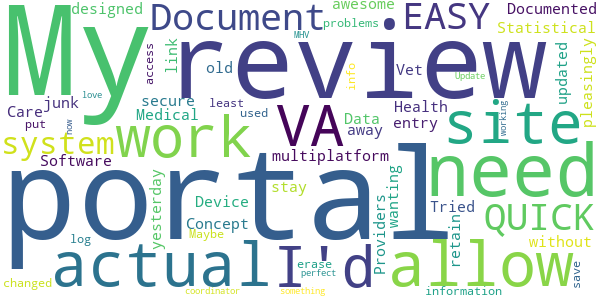 designed
Document
awesome
problems
EASY
Documented
Statistical
My
review
link
old
MHV
access
info
Vet
Update
updated
pleasingly
love
Care
junk
secure
least
used
VA
Data
away
Health
entry
put
how
Medical
site
working
system
work
Software
multiplatform
need
portal
yesterday
Device
stay
Providers
wanting
Tried
QUICK
Concept
Maybe
retain
without
log
actual
I'd
allow
save
changed
erase
perfect
coordinator
something
information